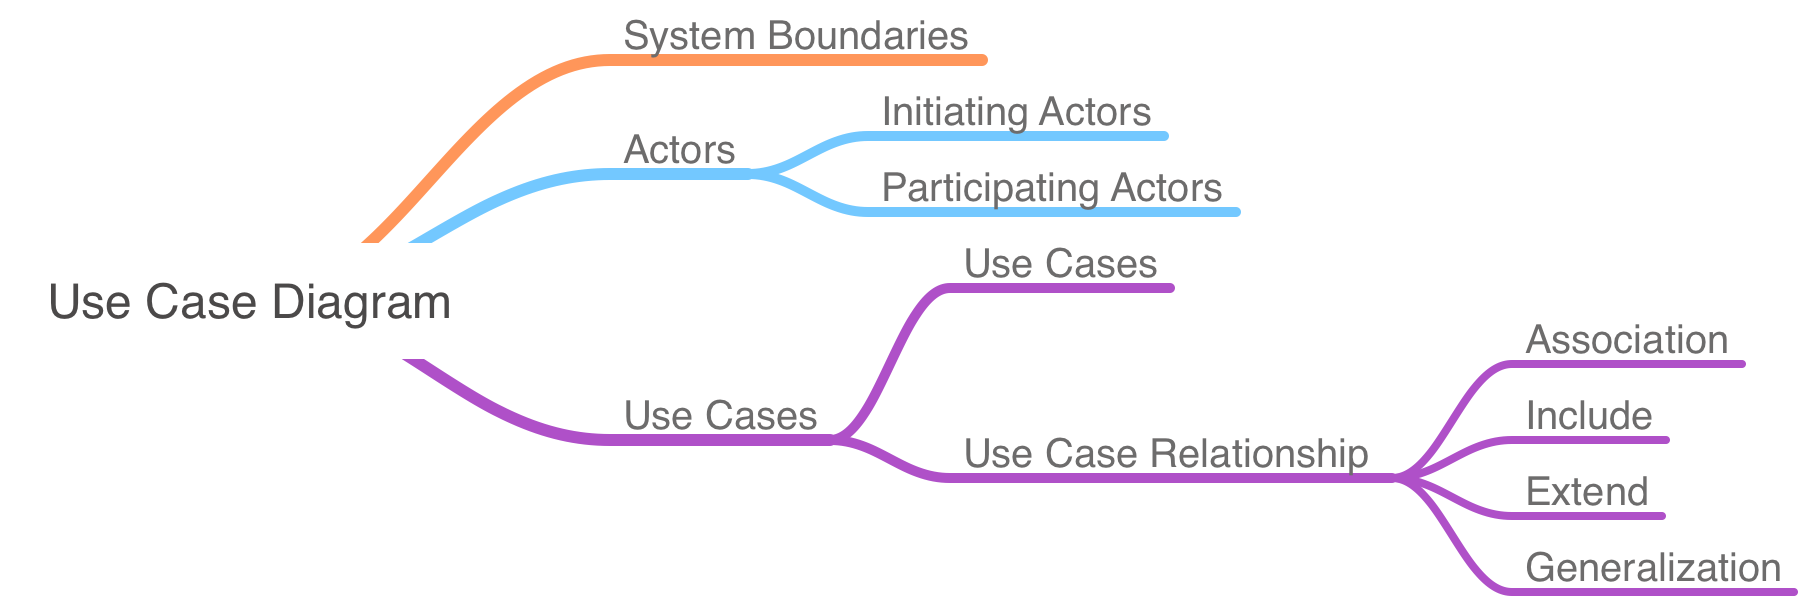 System Boundaries
Initiating Actors
Actors
Participating Actors
Use Cases
Use Case Diagram
Association
Use Cases
Include
Use Case Relationship
Extend
Generalization